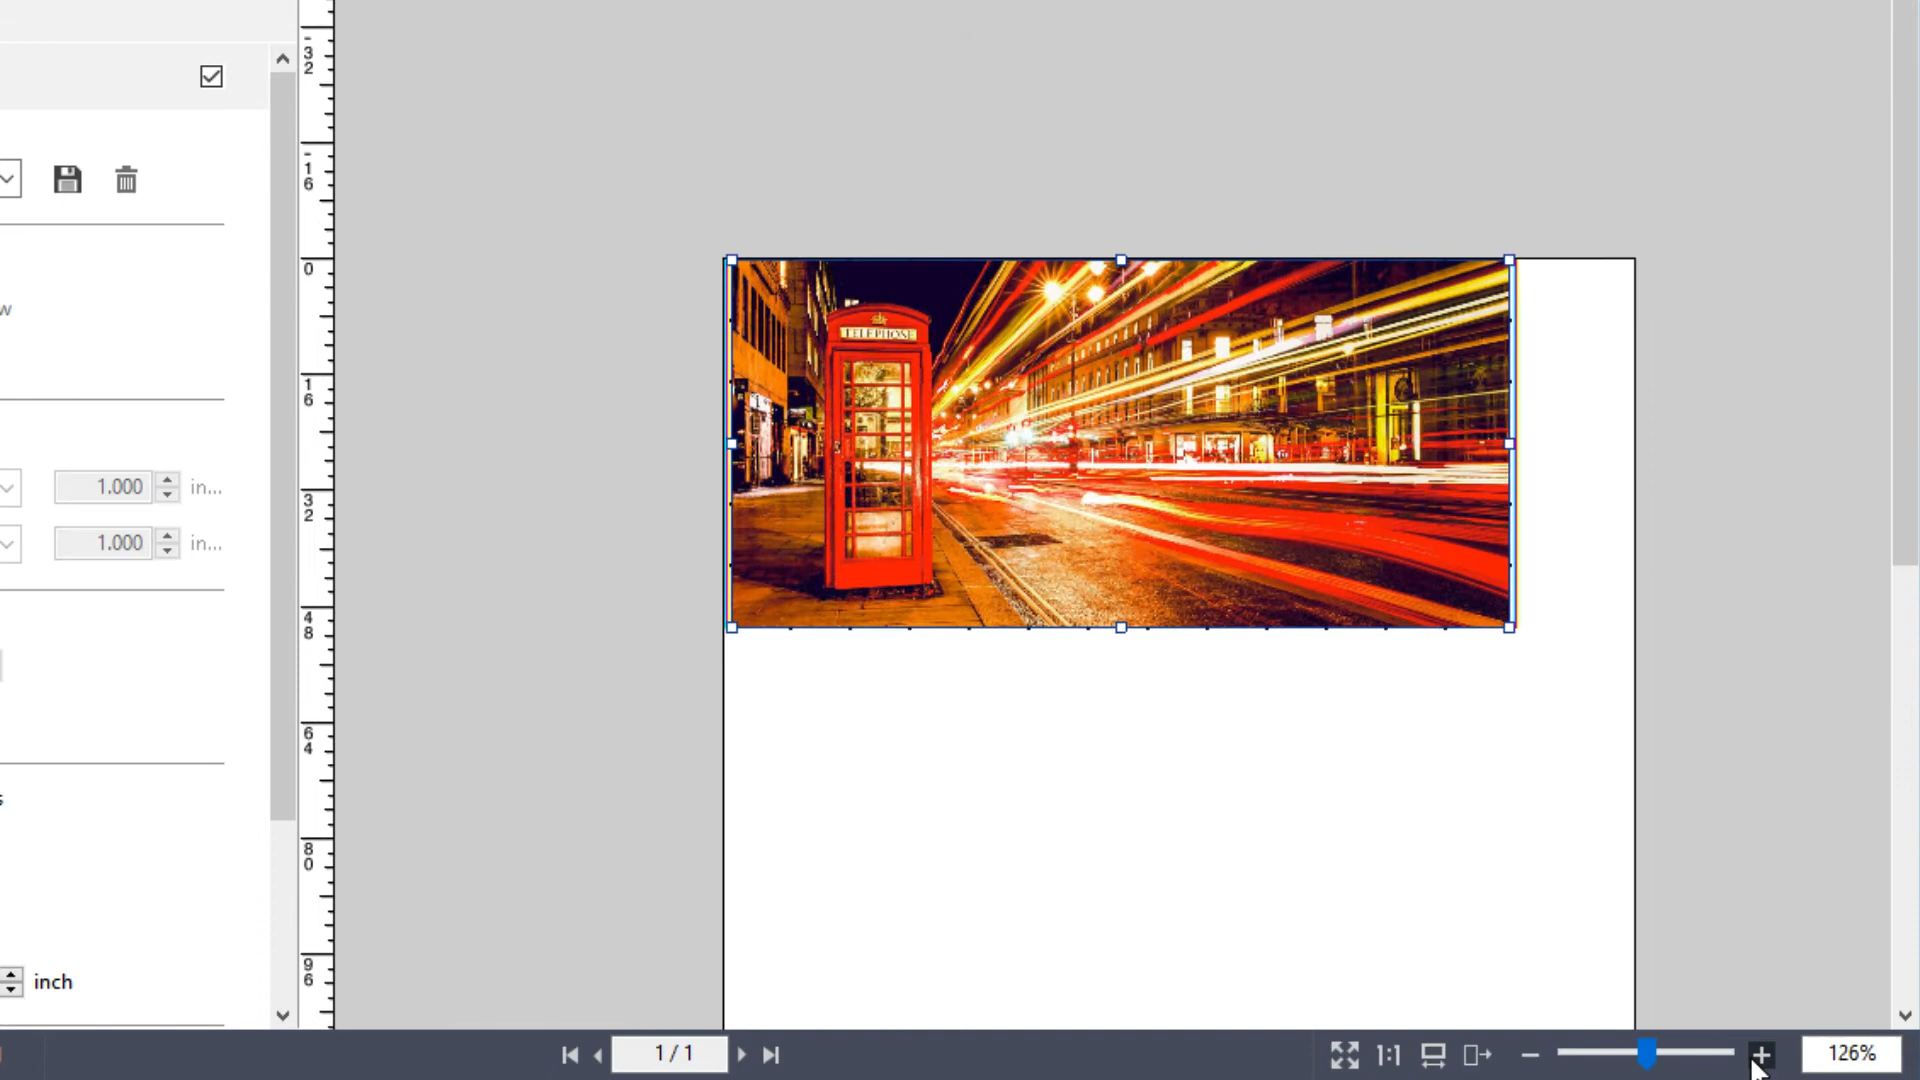 - 32
- 16
w
0
TELEPHONE
16
1.000 in...
32
1.000 in...
48
64
s
80
96
inch
1 / 1
1:1
126%